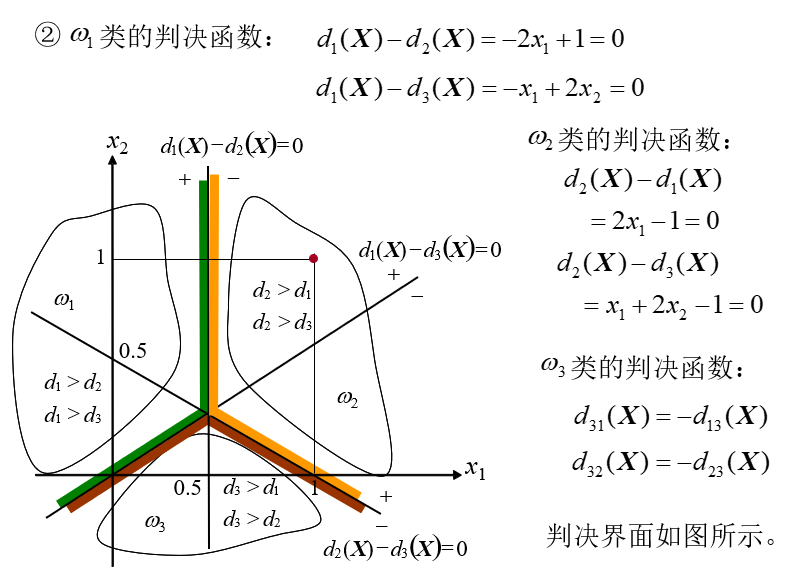 ② ω₁ 类的判决函数： d₁(X)－d₂(X)＝－2x₁＋1＝0
d₁(X)－d₃(X)＝－x₁＋2x₂＝0
ω₂类的判决函数：
d₂(X)－d₁(X)
＝2x₁－1＝0
d₂(X)－d₃(X)
＝x₁＋2x₂－1＝0
ω₃类的判决函数：
d₃₁(X)＝－d₁₃(X)
d₃₂(X)＝－d₂₃(X)
判决界面如图所示。
x₂
d₁(X)－d₂(X)＝0
＋ －
1
d₁(X)－d₃(X)＝0
＋
－
ω₁
d₂ > d₁
d₂ > d₃
0.5
d₁ > d₂
d₁ > d₃
ω₂
x₁
0.5
d₃ > d₁
1
＋
ω₃
d₃ > d₂
－
d₂(X)－d₃(X)＝0